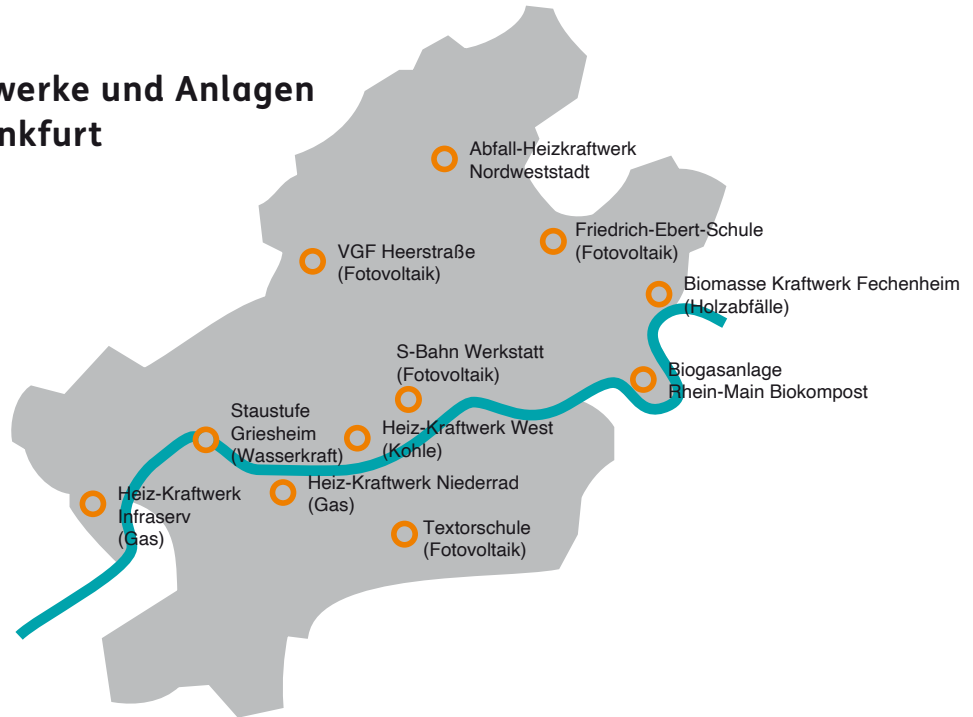 werke und Anlagen
nkfurt
Abfall-Heizkraftwerk
Nordweststadt
Friedrich-Ebert-Schule
(Fotovoltaik)
VGF Heerstraße
(Fotovoltaik)
Biomasse Kraftwerk Fechenheim
(Holzabfälle)
S-Bahn Werkstatt
(Fotovoltaik)
Biogasanlage
Rhein-Main Biokompost
Staustufe
Griesheim
(Wasserkraft)
Heiz-Kraftwerk West
(Kohle)
Heiz-Kraftwerk Niederrad
(Gas)
Heiz-Kraftwerk
Infraserv
(Gas)
Textorschule
(Fotovoltaik)